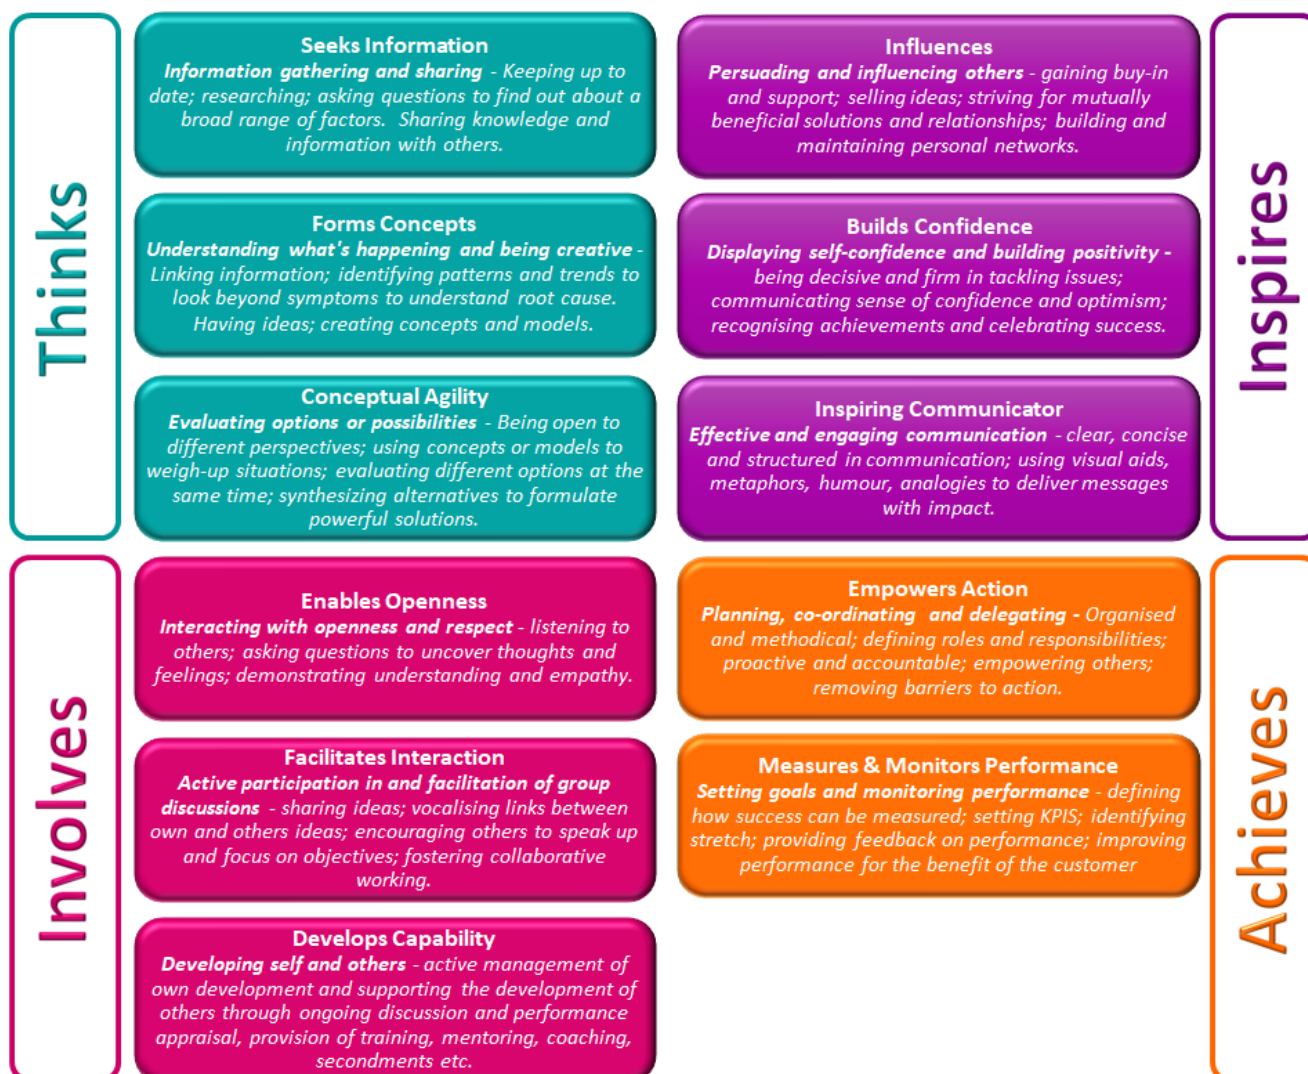 Thinks
Seeks Information
Information gathering and sharing - Keeping up to
date; researching; asking questions to find out about a
broad range of factors. Sharing knowledge and
information with others.
Forms Concepts
Understanding what's happening and being creative -
Linking information; identifying patterns and trends to
look beyond symptoms to understand root cause.
Having ideas; creating concepts and models.
Conceptual Agility
Evaluating options or possibilities - Being open to
different perspectives; using concepts or models to
weigh-up situations; evaluating different options at the
same time; synthesizing alternatives to formulate
powerful solutions.
Inspires
Influences
Persuading and influencing others - gaining buy-in
and support; selling ideas; striving for mutually
beneficial solutions and relationships; building and
maintaining personal networks.
Builds Confidence
Displaying self-confidence and building positivity -
being decisive and firm in tackling issues;
communicating sense of confidence and optimism;
recognising achievements and celebrating success.
Inspiring Communicator
Effective and engaging communication - clear, concise
and structured in communication; using visual aids,
metaphors, humour, analogies to deliver messages
with impact.
Involves
Enables Openness
Interacting with openness and respect - listening to
others; asking questions to uncover thoughts and
feelings; demonstrating understanding and empathy.
Facilitates Interaction
Active participation in and facilitation of group
discussions - sharing ideas; vocalising links between
own and others ideas; encouraging others to speak up
and focus on objectives; fostering collaborative
working.
Develops Capability
Developing self and others - active management of
own development and supporting the development of
others through ongoing discussion and performance
appraisal, provision of training, mentoring, coaching,
secondments etc.
Achieves
Empowers Action
Planning, co-ordinating and delegating - Organised
and methodical; defining roles and responsibilities;
proactive and accountable; empowering others;
removing barriers to action.
Measures & Monitors Performance
Setting goals and monitoring performance - defining
how success can be measured; setting KPIS; identifying
stretch; providing feedback on performance; improving
performance for the benefit of the customer